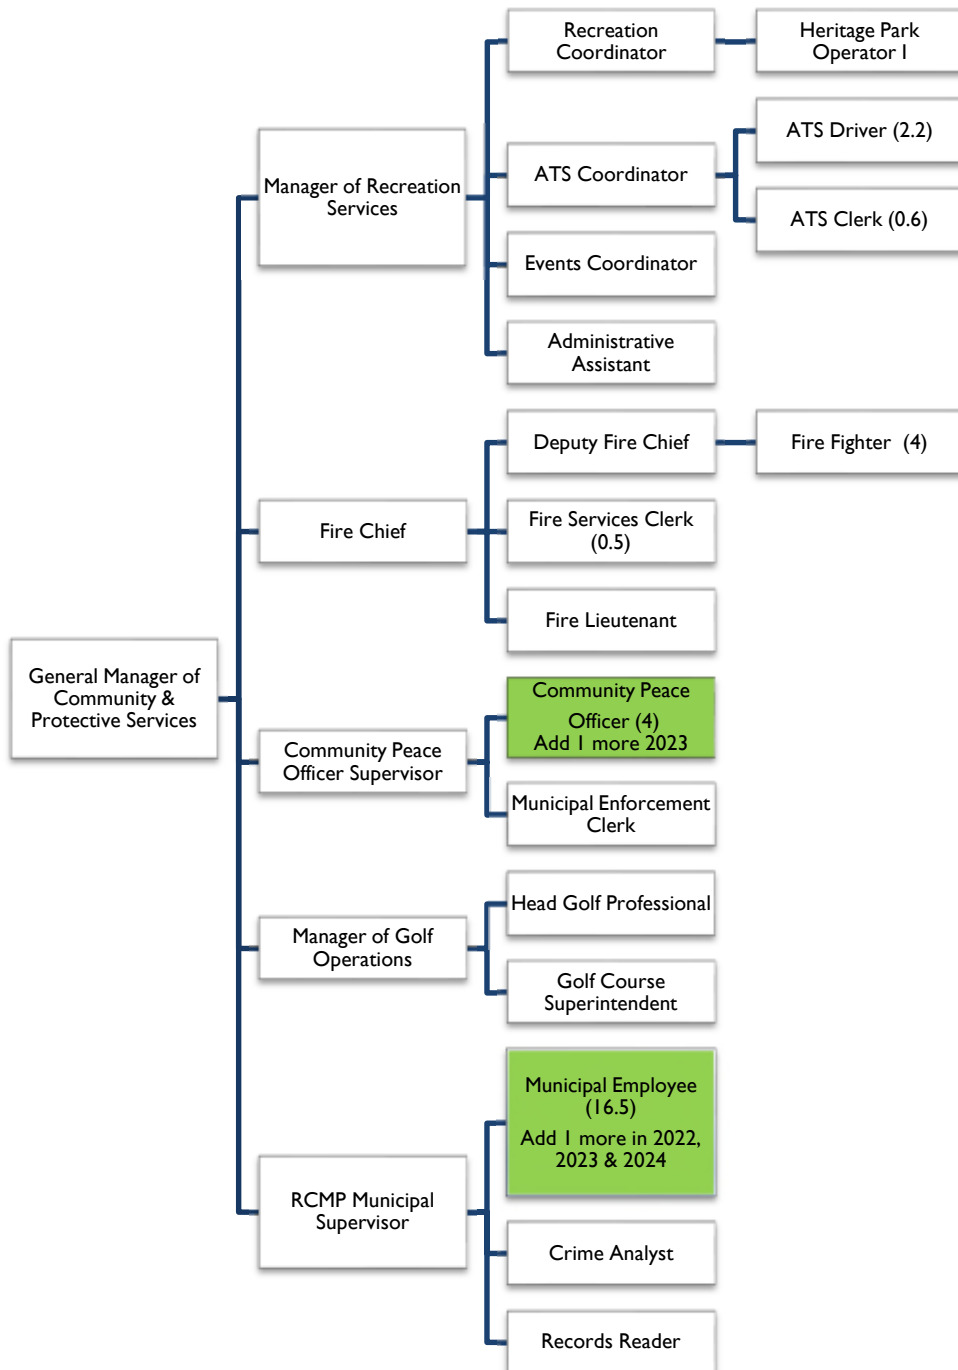 Recreation
Coordinator
Heritage Park
Operator I
ATS Driver (2.2)
Manager of Recreation
Services
ATS Coordinator
ATS Clerk (0.6)
Events Coordinator
Administrative
Assistant
Deputy Fire Chief
Fire Fighter (4)
Fire Chief
Fire Services Clerk
(0.5)
Fire Lieutenant
General Manager of
Community &
Protective Services
Community Peace
Officer (4)
Add 1 more 2023
Community Peace
Officer Supervisor
Municipal Enforcement
Clerk
Head Golf Professional
Manager of Golf
Operations
Golf Course
Superintendent
Municipal Employee
(16.5)
Add 1 more in 2022,
2023 & 2024
RCMP Municipal
Supervisor
Crime Analyst
Records Reader